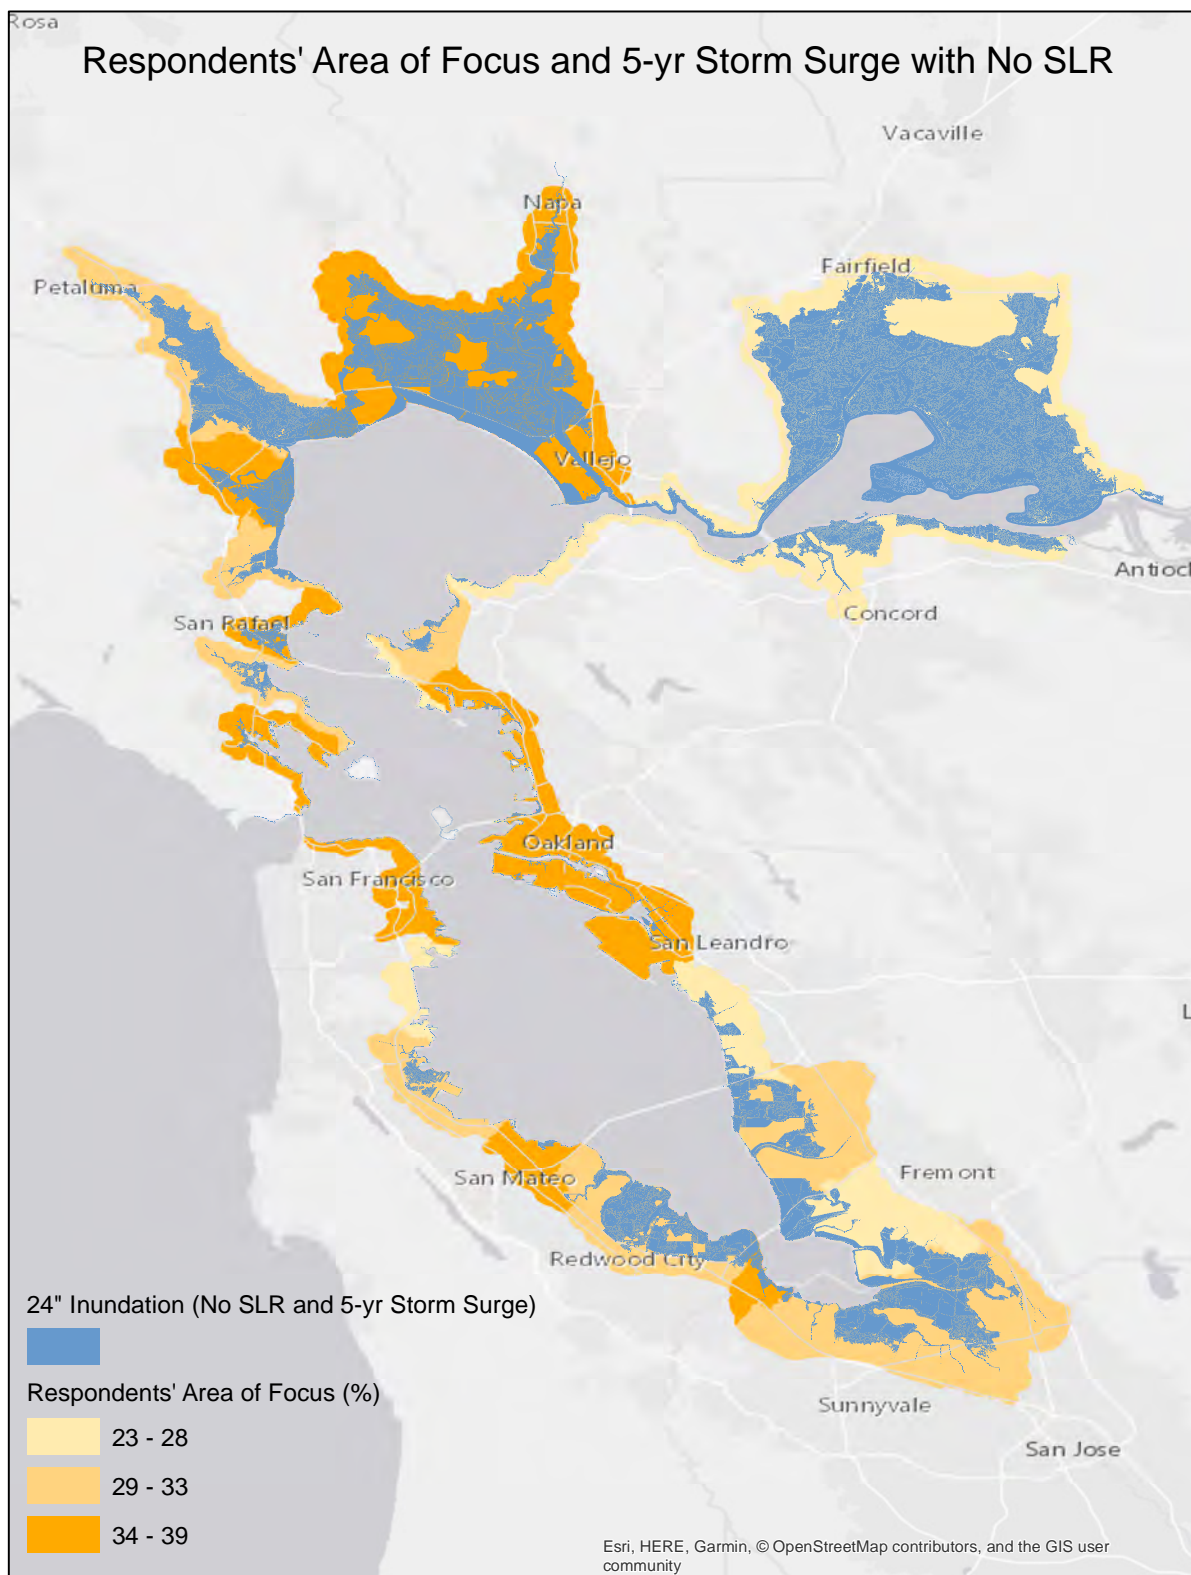 Rosa
Respondents' Area of Focus and 5-yr Storm Surge with No SLR
Vacaville
Napa
Fairfield
Petaluma
Vallejo
Antioch
Concord
San Rafael
Oakland
San Francisco
San Leandro
L
Fremont
San Mateo
Redwood City
24" Inundation (No SLR and 5-yr Storm Surge)
Respondents' Area of Focus (%)
Sunnyvale
23 - 28
San Jose
29 - 33
34 - 39
Esri, HERE, Garmin, © OpenStreetMap contributors, and the GIS user
community